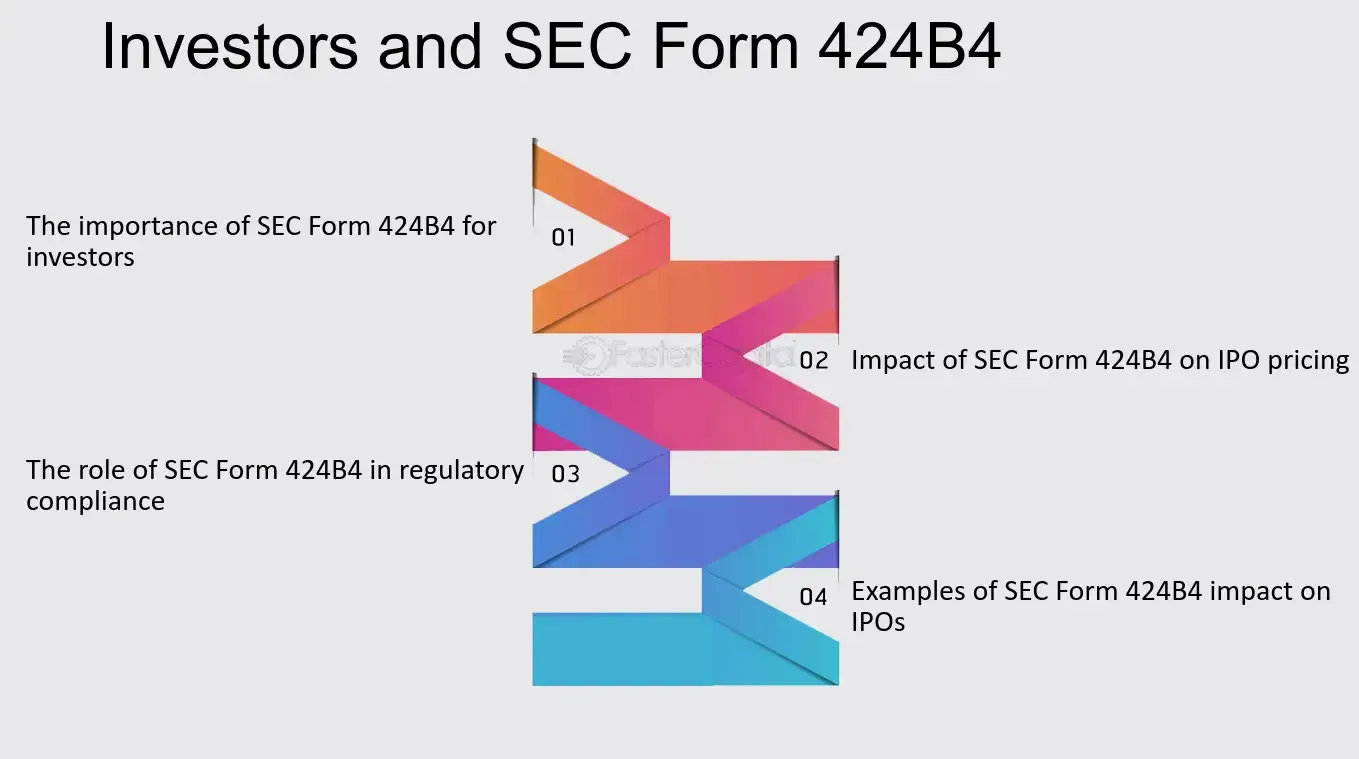 Investors and SEC Form 424B4
The importance of SEC Form 424B4 for
investors
01
FasterCapital
02
Impact of SEC Form 424B4 on IPO pricing
The role of SEC Form 424B4 in regulatory
compliance
03
04
Examples of SEC Form 424B4 impact on
IPOs